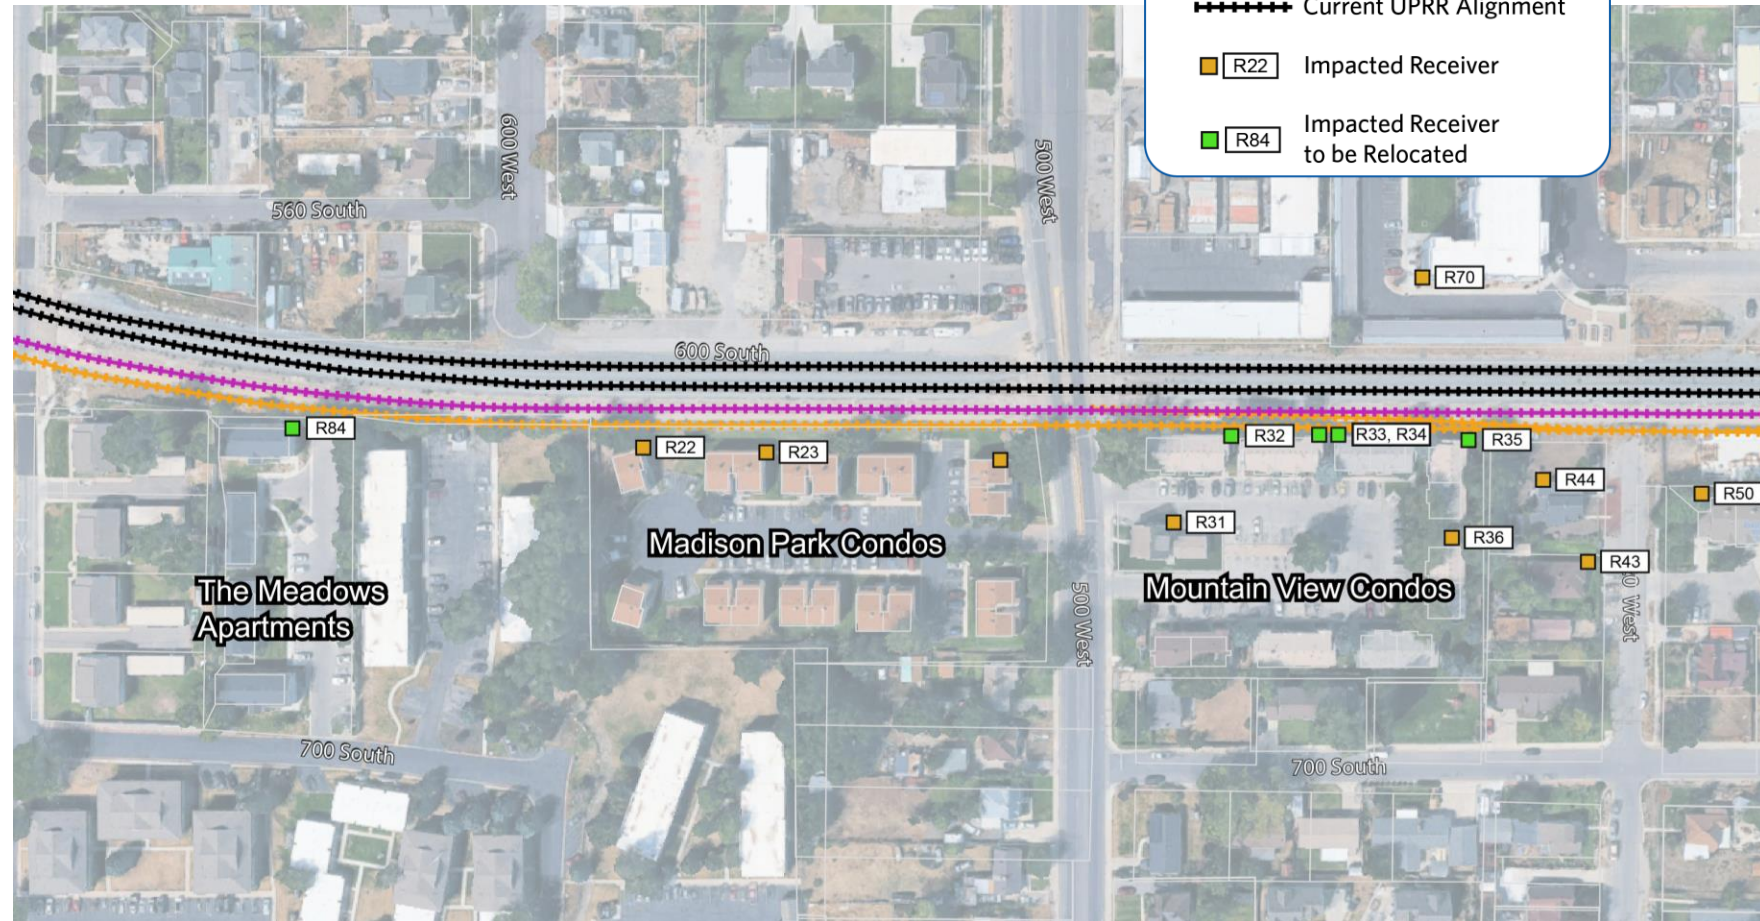 Current UPRR Alignment
R22 Impacted Receiver
R84 Impacted Receiver
to be Relocated
600 West
500 West
560 South
R70
600 South
R84
R22
R23
R32
R33, R34
R35
R44
R50
R31
R36
R43
Madison Park Condos
Mountain View Condos
The Meadows
Apartments
500 West
0 West
700 South
700 South